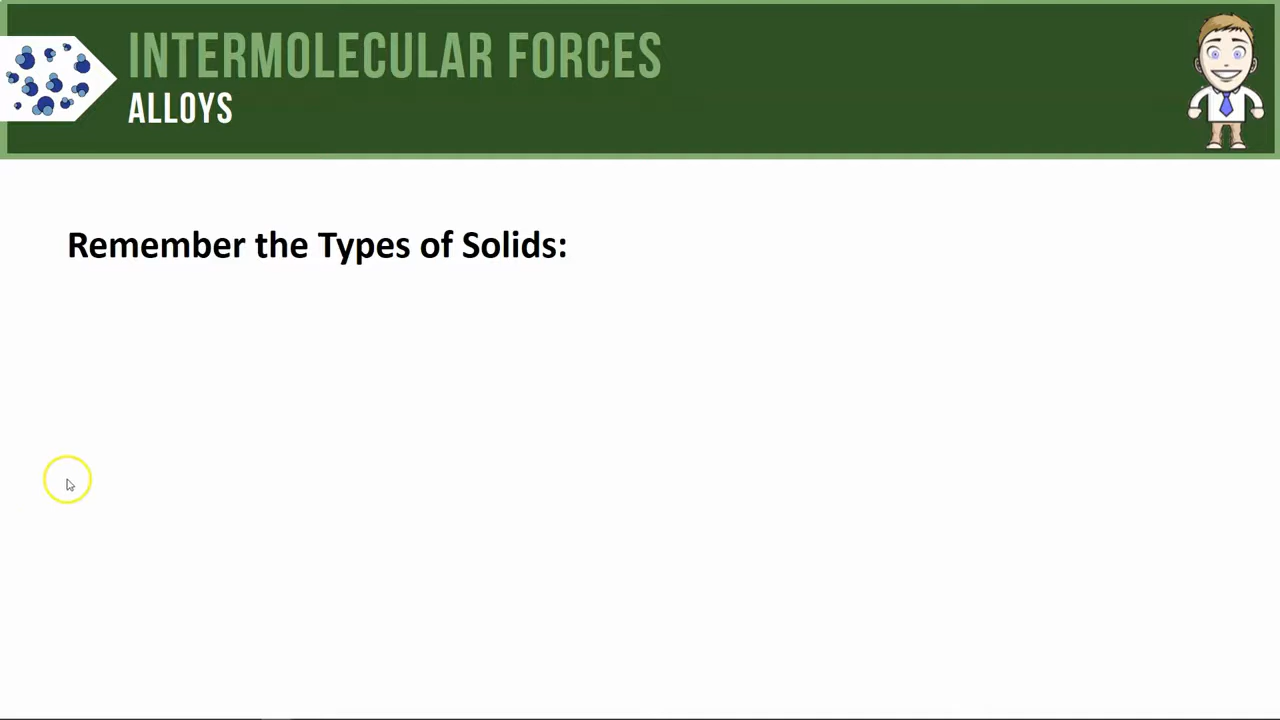 INTERMOLECULAR FORCES
ALLOYS
Remember the Types of Solids: